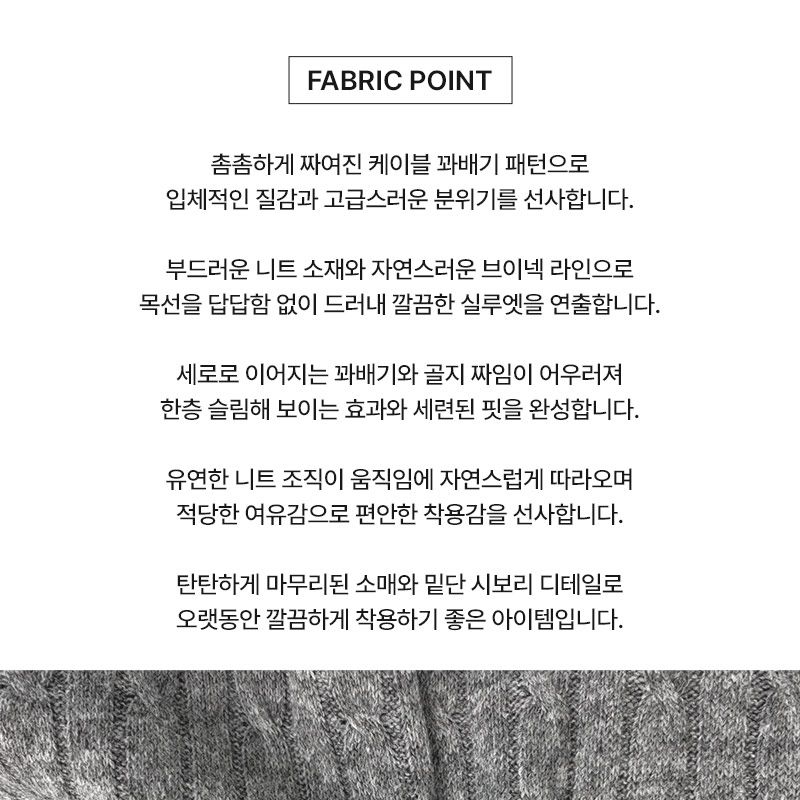 FABRIC POINT
촘촘하게 짜여진 케이블 꽈배기 패턴으로
입체적인 질감과 고급스러운 분위기를 선사합니다.
부드러운 니트 소재와 자연스러운 브이넥 라인으로
목선을 답답함 없이 드러내 깔끔한 실루엣을 연출합니다.
세로로 이어지는 꽈배기와 골지 짜임이 어우러져
한층 슬림해 보이는 효과와 세련된 핏을 완성합니다.
유연한 니트 조직이 움직임에 자연스럽게 따라오며
적당한 여유감으로 편안한 착용감을 선사합니다.
탄탄하게 마무리된 소매와 밑단 시보리 디테일로
오랫동안 깔끔하게 착용하기 좋은 아이템입니다.